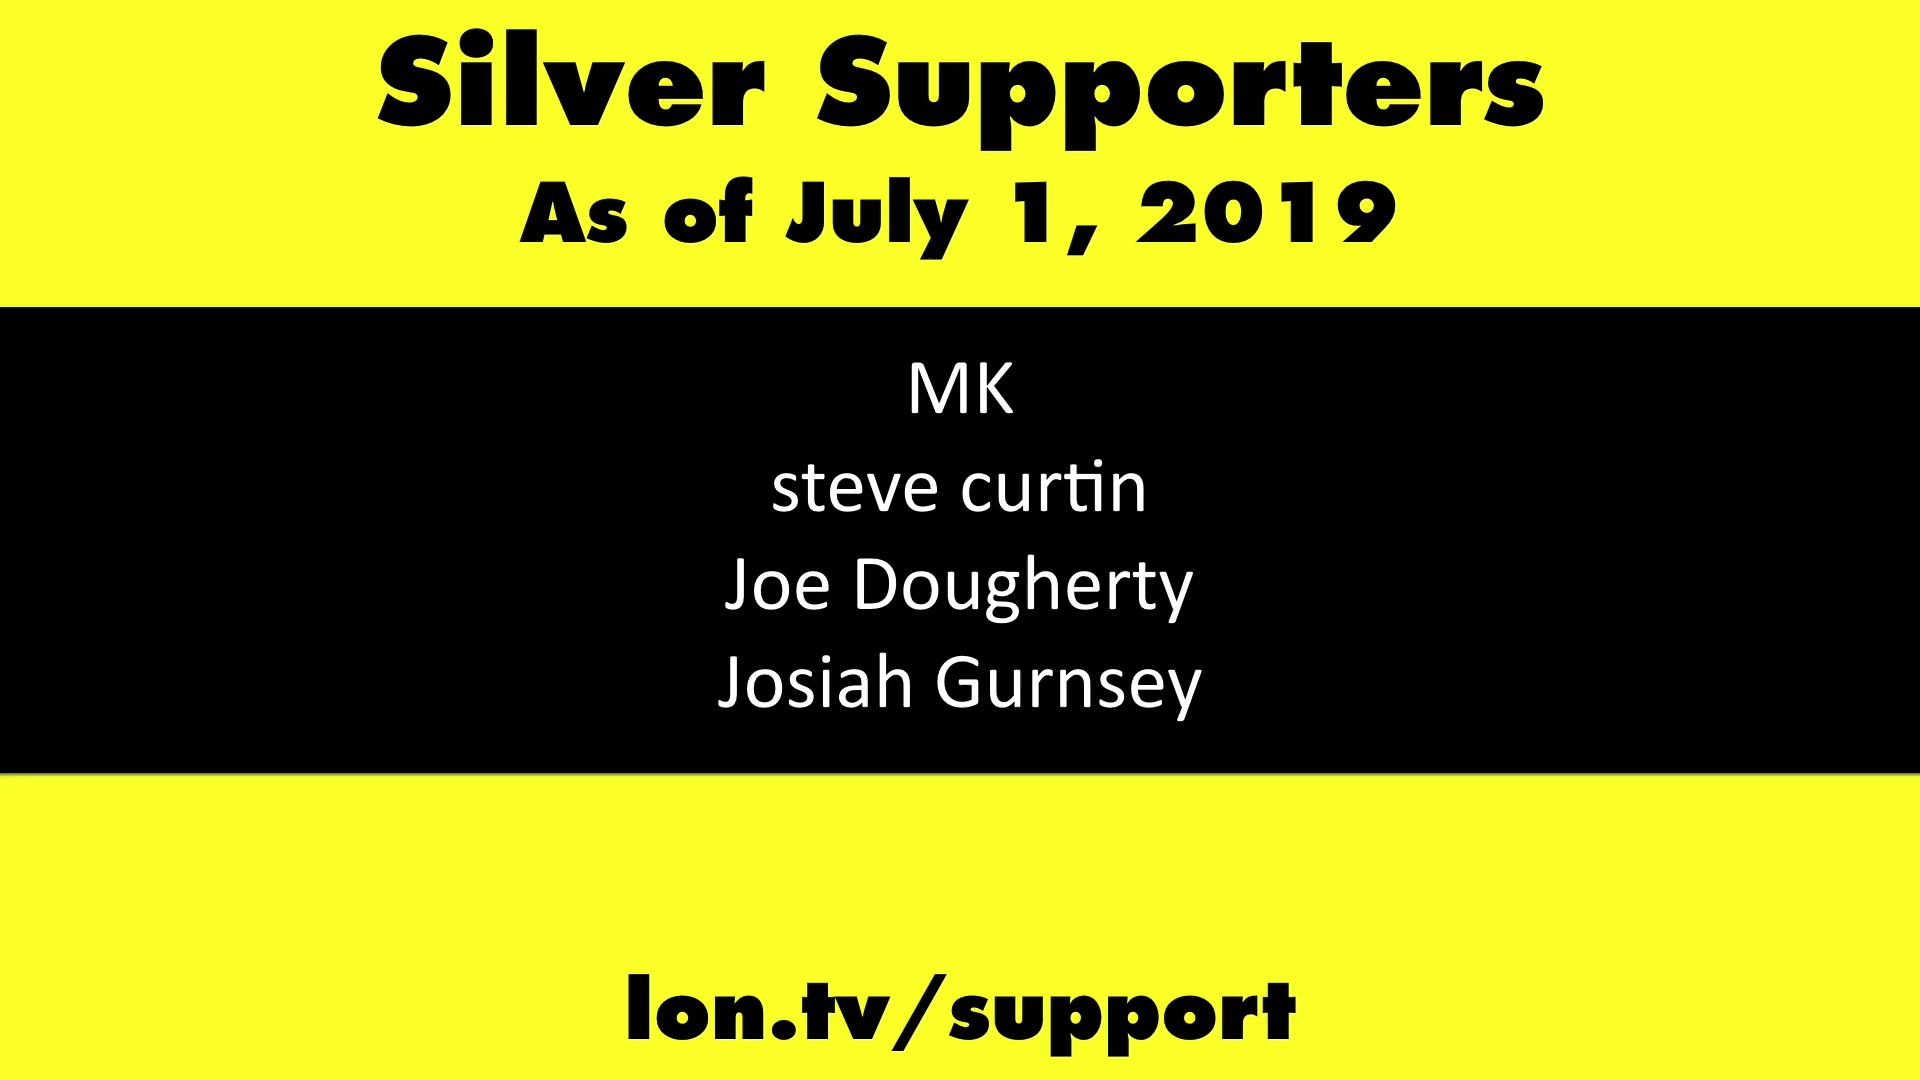 Silver Supporters
As of July 1, 2019
MK
steve curtin
Joe Dougherty
Josiah Gurnsey
lon.tv/support